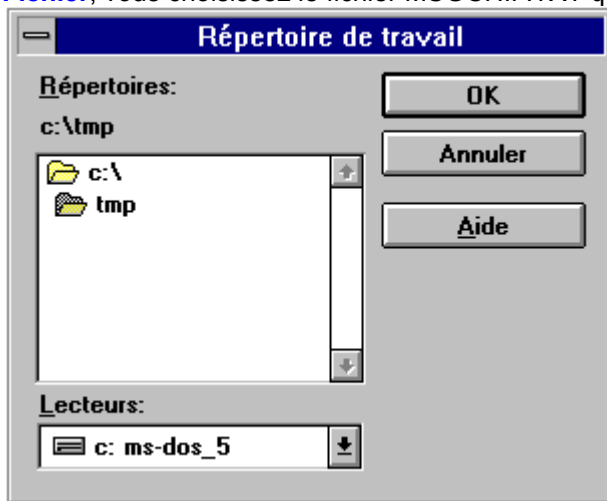 Répertoire de travail
Répertoires:
c:\tmp
c:\
tmp
OK
Annuler
Aide
Lecteurs:
c: ms-dos_5